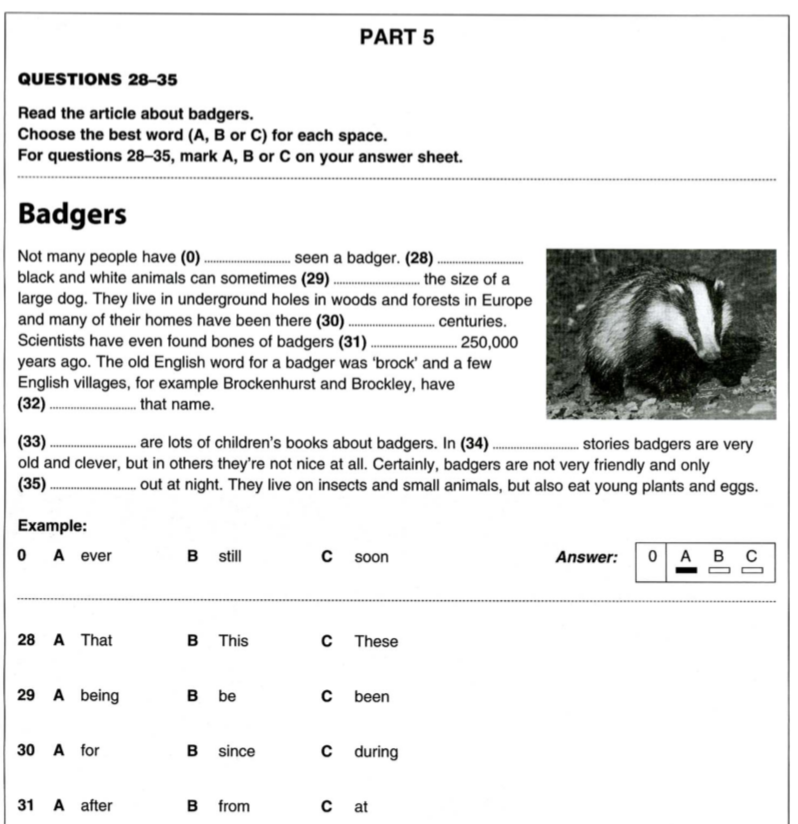 PART 5
QUESTIONS 28–35
Read the article about badgers.
Choose the best word (A, B or C) for each space.
For questions 28–35, mark A, B or C on your answer sheet.
Badgers
Not many people have (0) ........................ seen a badger. (28) ........................
black and white animals can sometimes (29) ........................ the size of a
large dog. They live in underground holes in woods and forests in Europe
and many of their homes have been there (30) ........................ centuries.
Scientists have even found bones of badgers (31) ........................ 250,000
years ago. The old English word for a badger was 'brock' and a few
English villages, for example Brockenhurst and Brockley, have
(32) ........................ that name.
(33) ........................ are lots of children's books about badgers. In (34) ........................ stories badgers are very
old and clever, but in others they're not nice at all. Certainly, badgers are not very friendly and only
(35) ........................ out at night. They live on insects and small animals, but also eat young plants and eggs.
Example:
0 A ever B still C soon Answer: 0 A B C
28 A That B This C These
29 A being B be C been
30 A for B since C during
31 A after B from C at